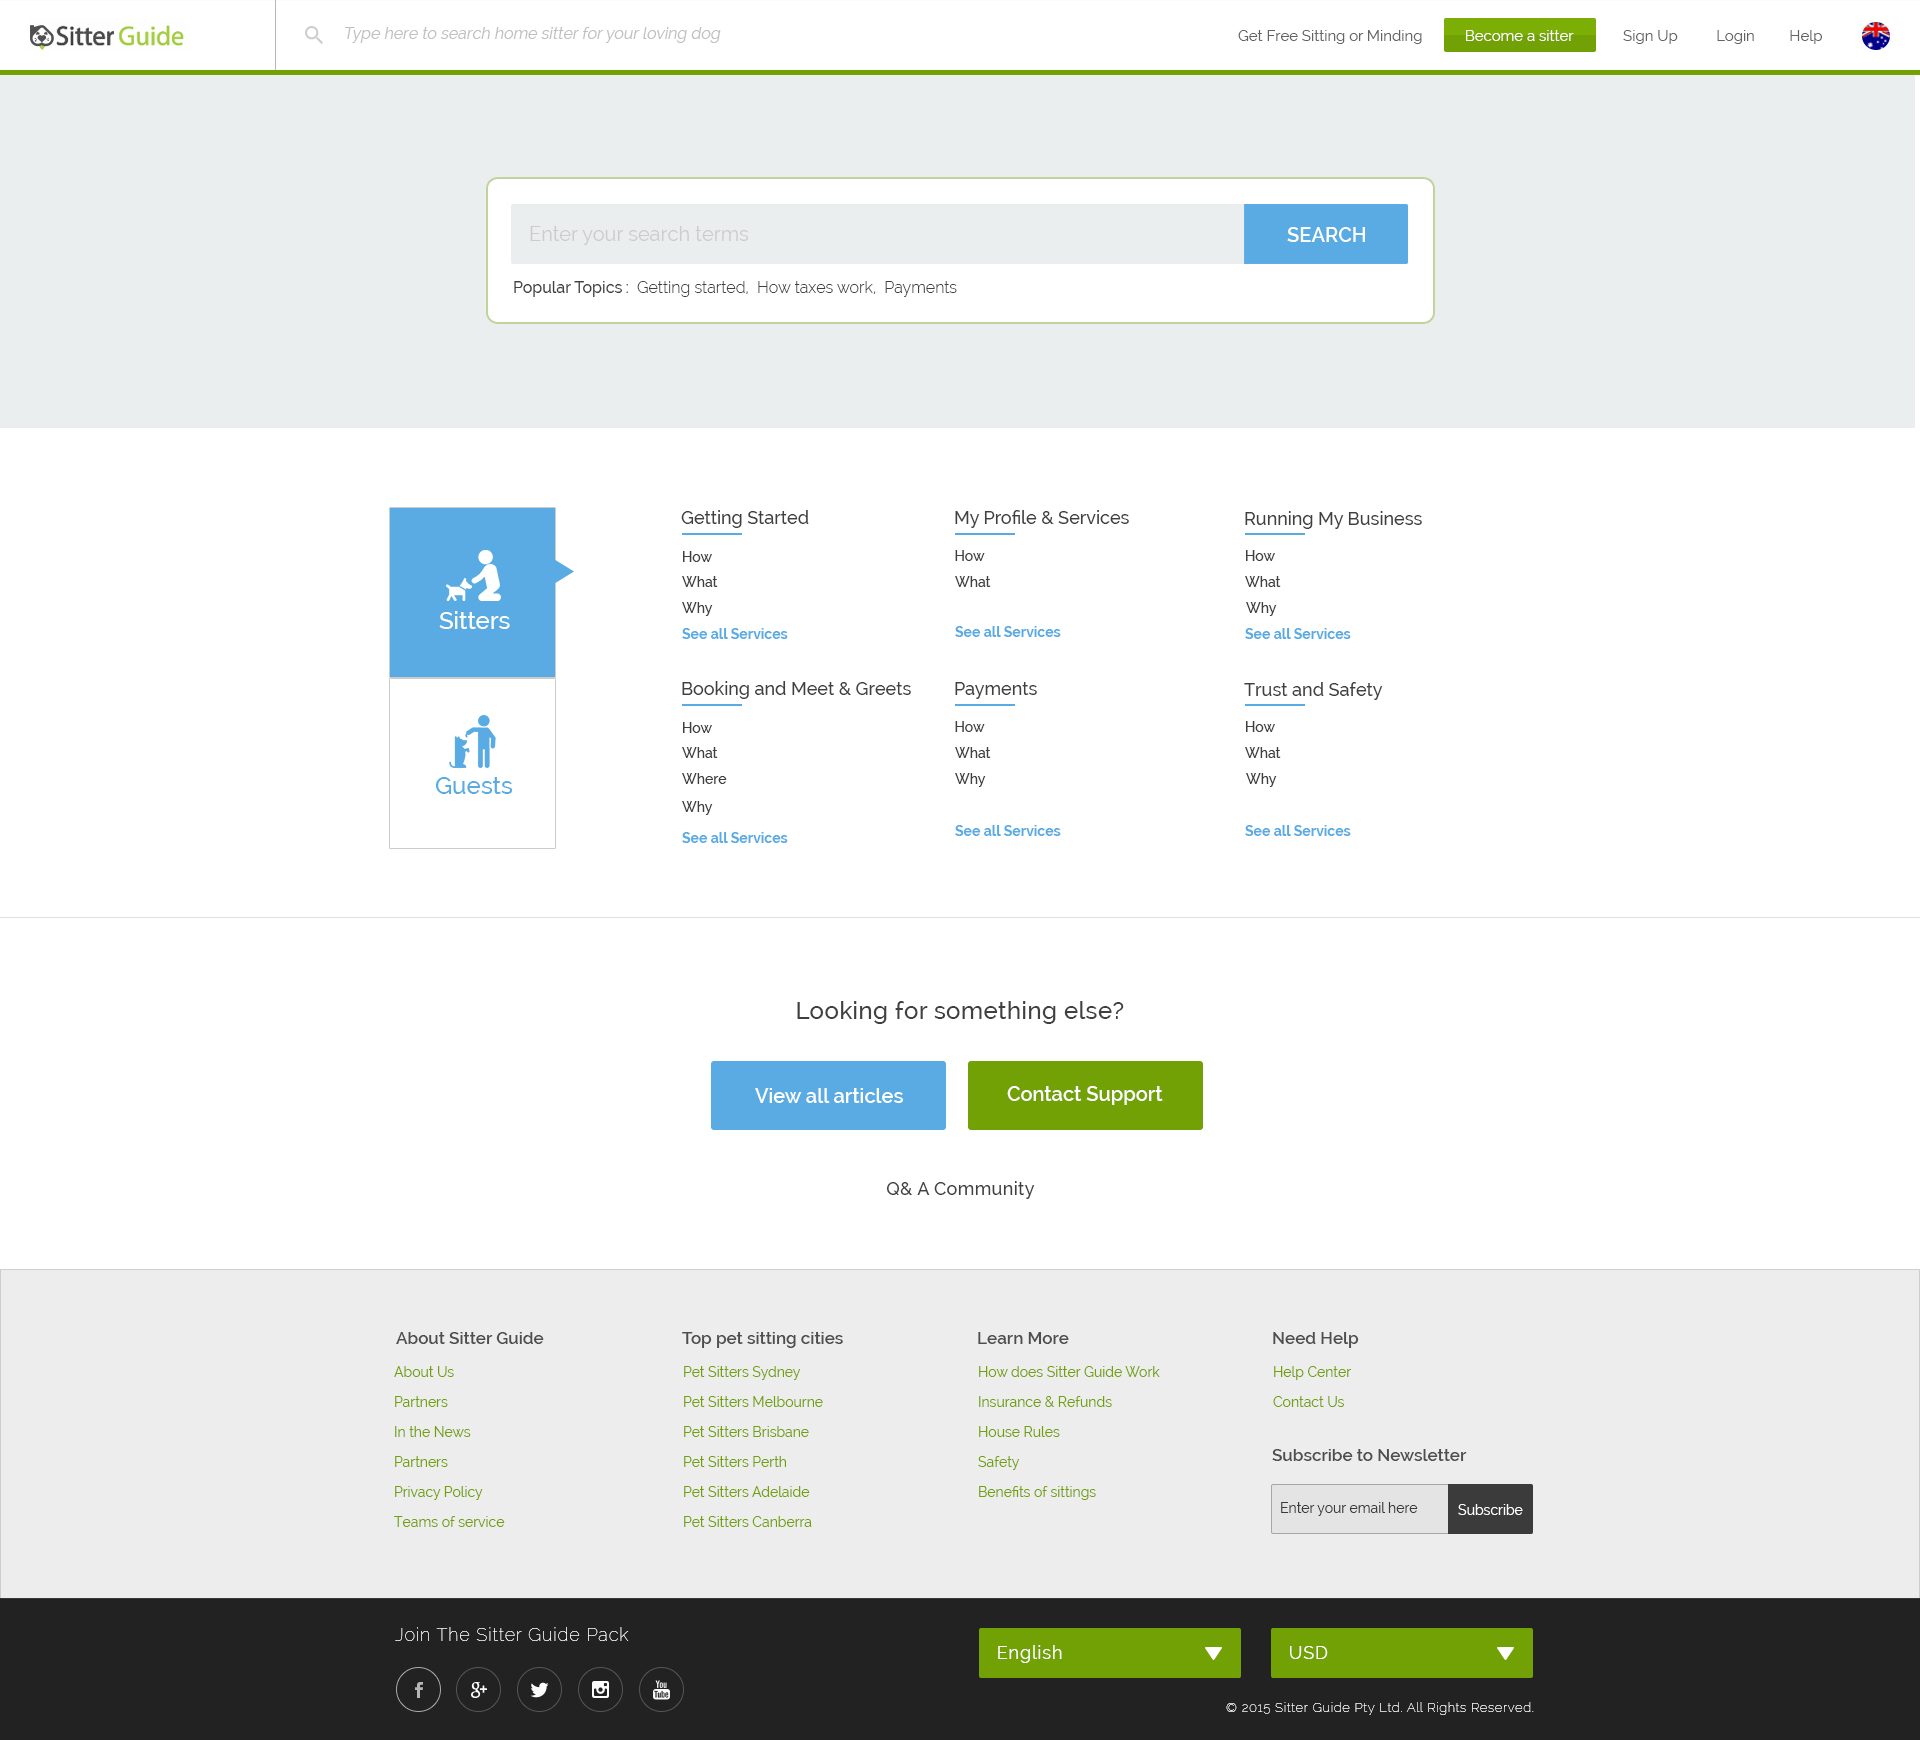 Sitter Guide
Type here to search home sitter for your loving dog
Get Free Sitting or Minding
Become a sitter
Sign Up
Login
Help
Enter your search terms
SEARCH
Popular Topics : Getting started, How taxes work, Payments
Sitters
Guests
Getting Started
How
What
Why
See all Services
My Profile & Services
How
What
See all Services
Running My Business
How
What
Why
See all Services
Booking and Meet & Greets
How
What
Where
Why
See all Services
Payments
How
What
Why
See all Services
Trust and Safety
How
What
Why
See all Services
Looking for something else?
View all articles
Contact Support
Q& A Community
About Sitter Guide
About Us
Partners
In the News
Partners
Privacy Policy
Teams of service
Top pet sitting cities
Pet Sitters Sydney
Pet Sitters Melbourne
Pet Sitters Brisbane
Pet Sitters Perth
Pet Sitters Adelaide
Pet Sitters Canberra
Learn More
How does Sitter Guide Work
Insurance & Refunds
House Rules
Safety
Benefits of sittings
Need Help
Help Center
Contact Us
Subscribe to Newsletter
Enter your email here
Subscribe
Join The Sitter Guide Pack
f
g+
You
Tube
English
USD
© 2015 Sitter Guide Pty Ltd. All Rights Reserved.